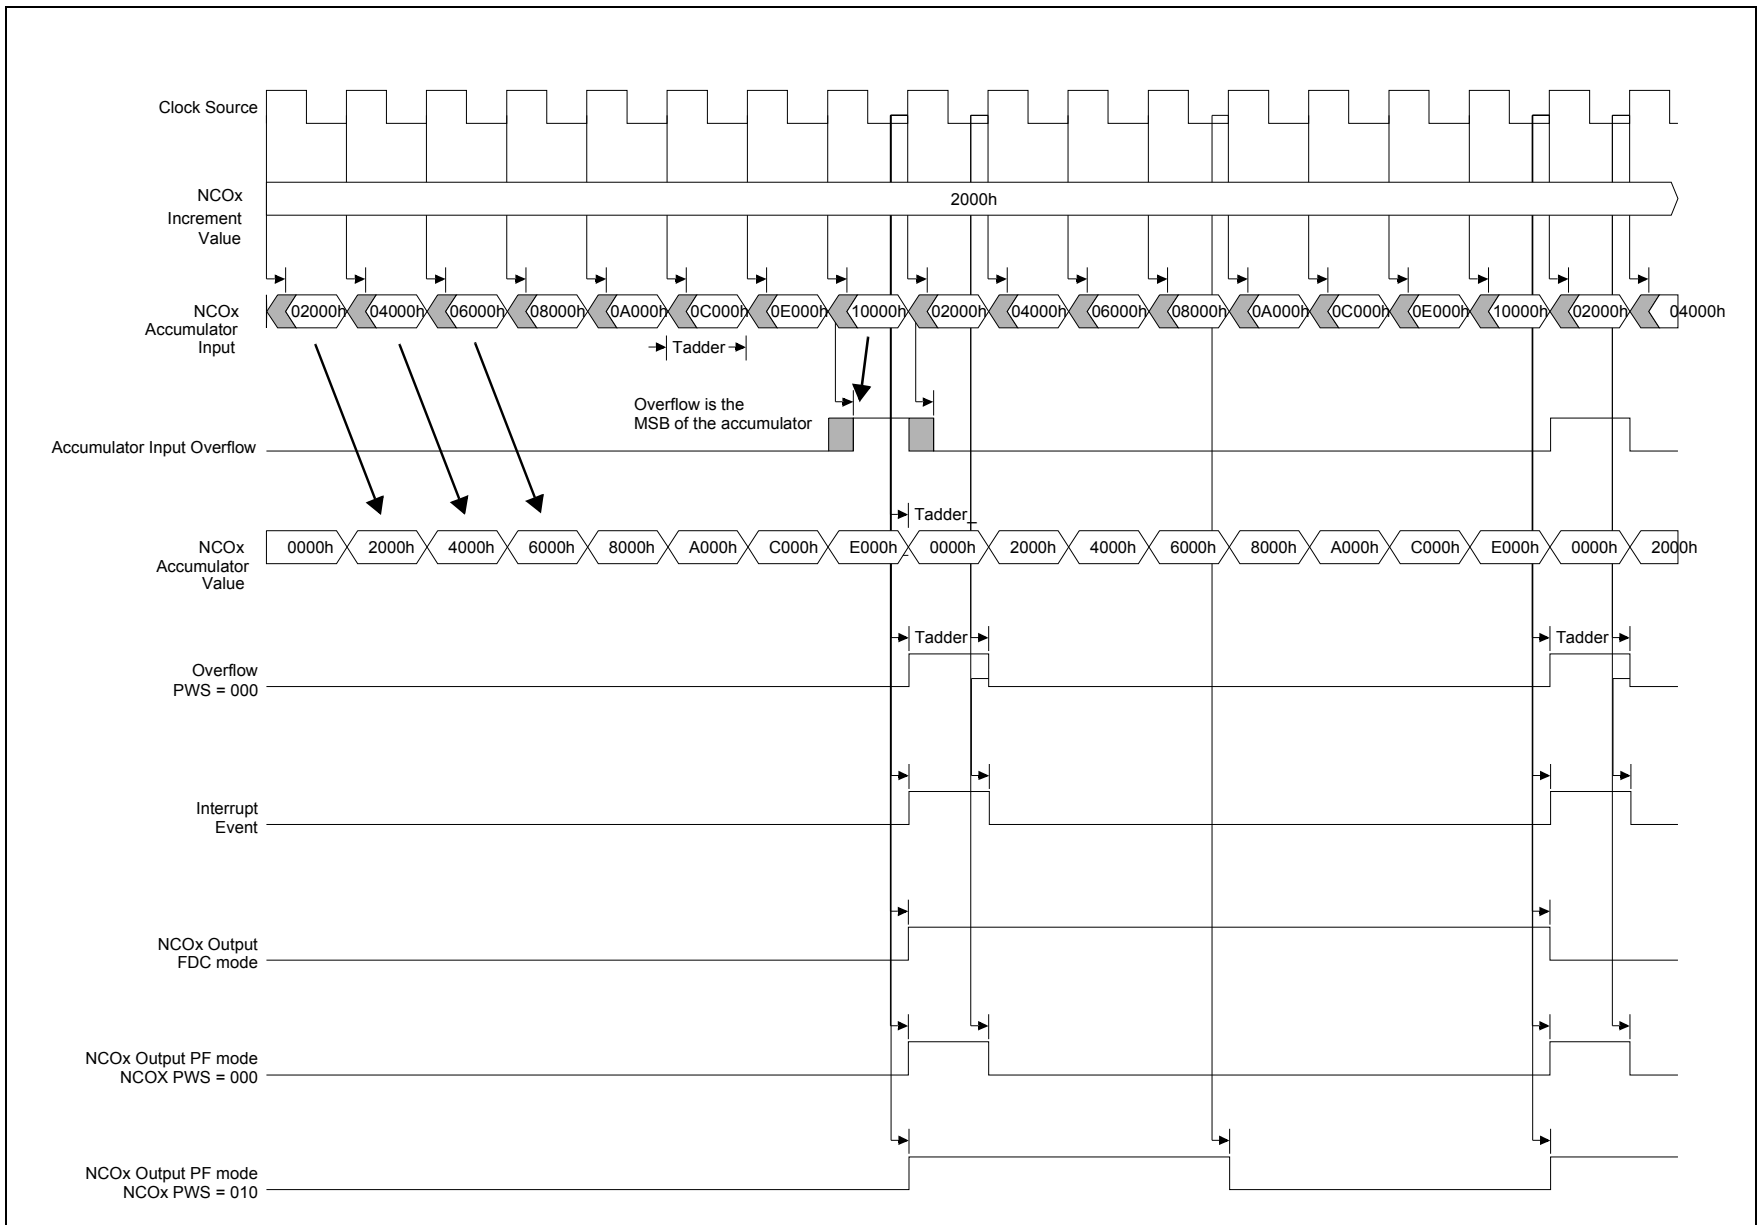 Clock Source
NCOx
Increment
Value
2000h
NCOx
Accumulator
Input
02000h 04000h 06000h 08000h 0A000h 0C000h 0E000h 10000h 02000h 04000h 06000h 08000h 0A000h 0C000h 0E000h 10000h 02000h 04000h
Tadder
Overflow is the
MSB of the accumulator
Accumulator Input Overflow
Tadder_
NCOx
Accumulator
Value
0000h 2000h 4000h 6000h 8000h A000h C000h E000h_ 0000h 2000h 4000h 6000h 8000h A000h C000h E000h 0000h 2000h
Tadder Tadder
Overflow
PWS = 000
Interrupt
Event
NCOx Output
FDC mode
NCOx Output PF mode
NCOX PWS = 000
NCOx Output PF mode
NCOx PWS = 010